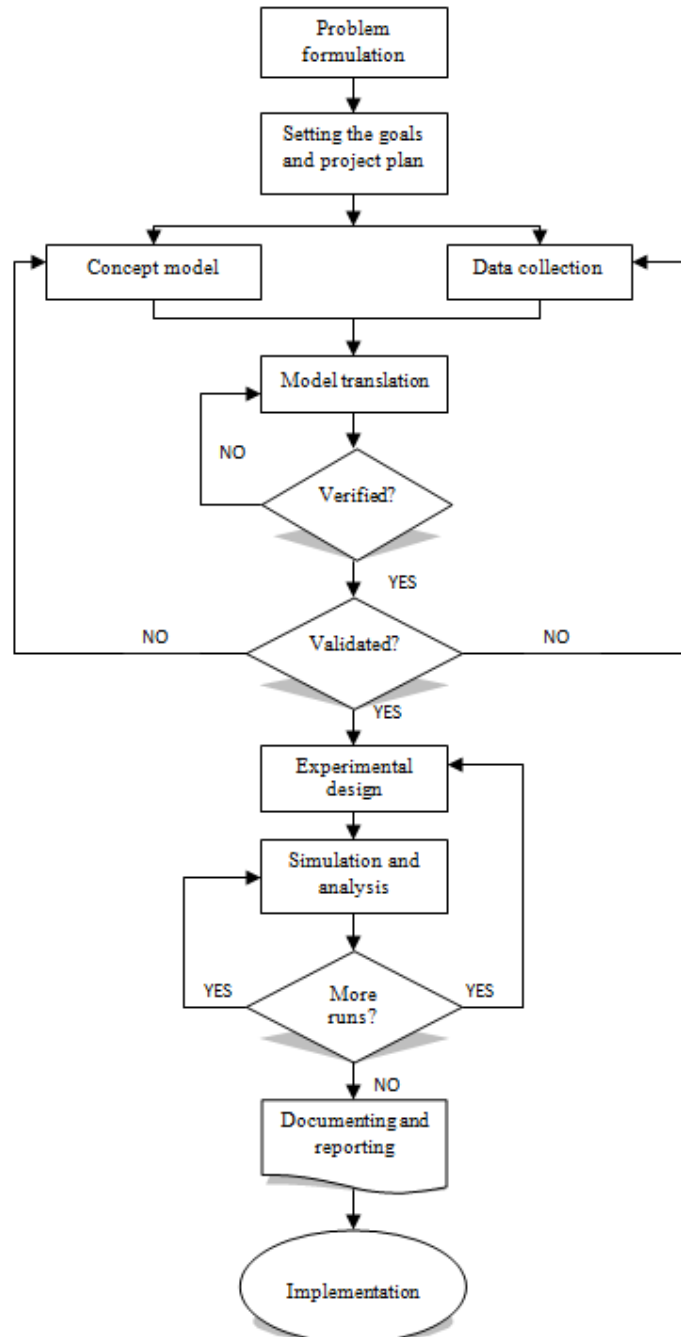 Problem
formulation
Setting the goals
and project plan
Concept model
Data collection
Model translation
NO
Verified?
YES
NO
Validated?
NO
YES
Experimental
design
Simulation and
analysis
YES
More
runs?
YES
NO
Documenting and
reporting
Implementation